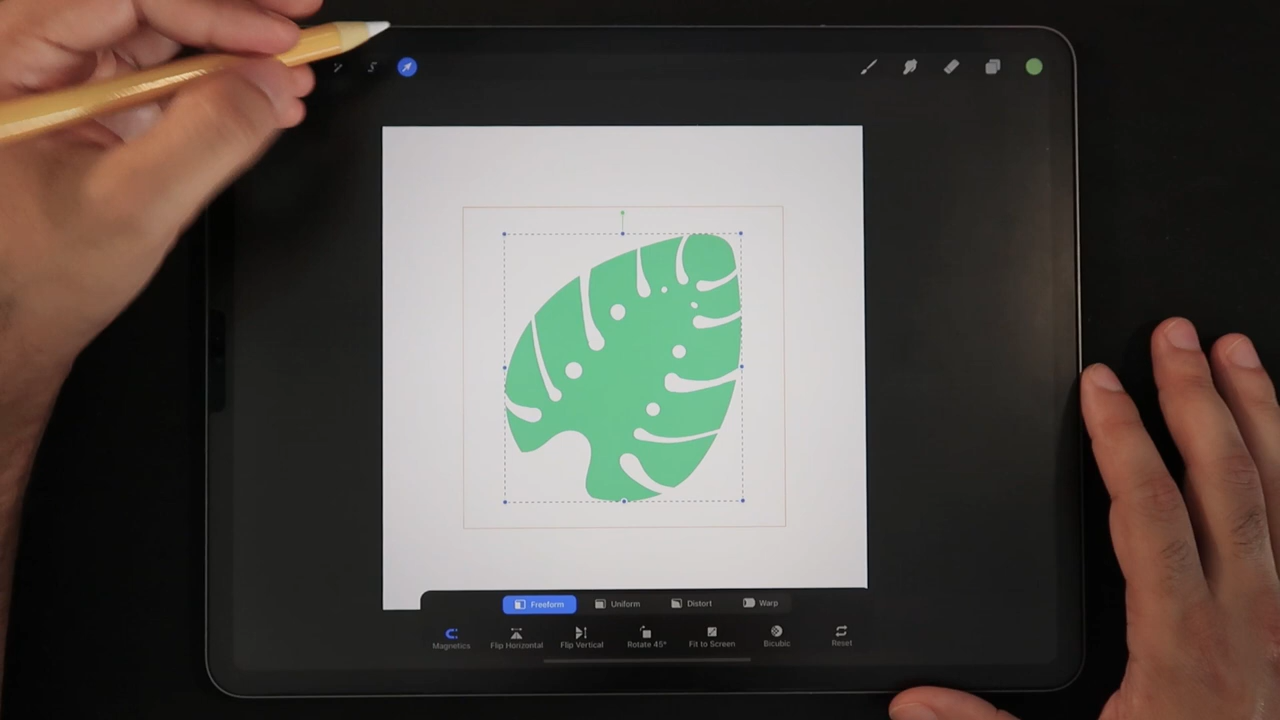 Freeform Uniform Distort Warp
Magnetics Flip Horizontal Flip Vertical Rotate 45° Fit to Screen Bicubic Reset